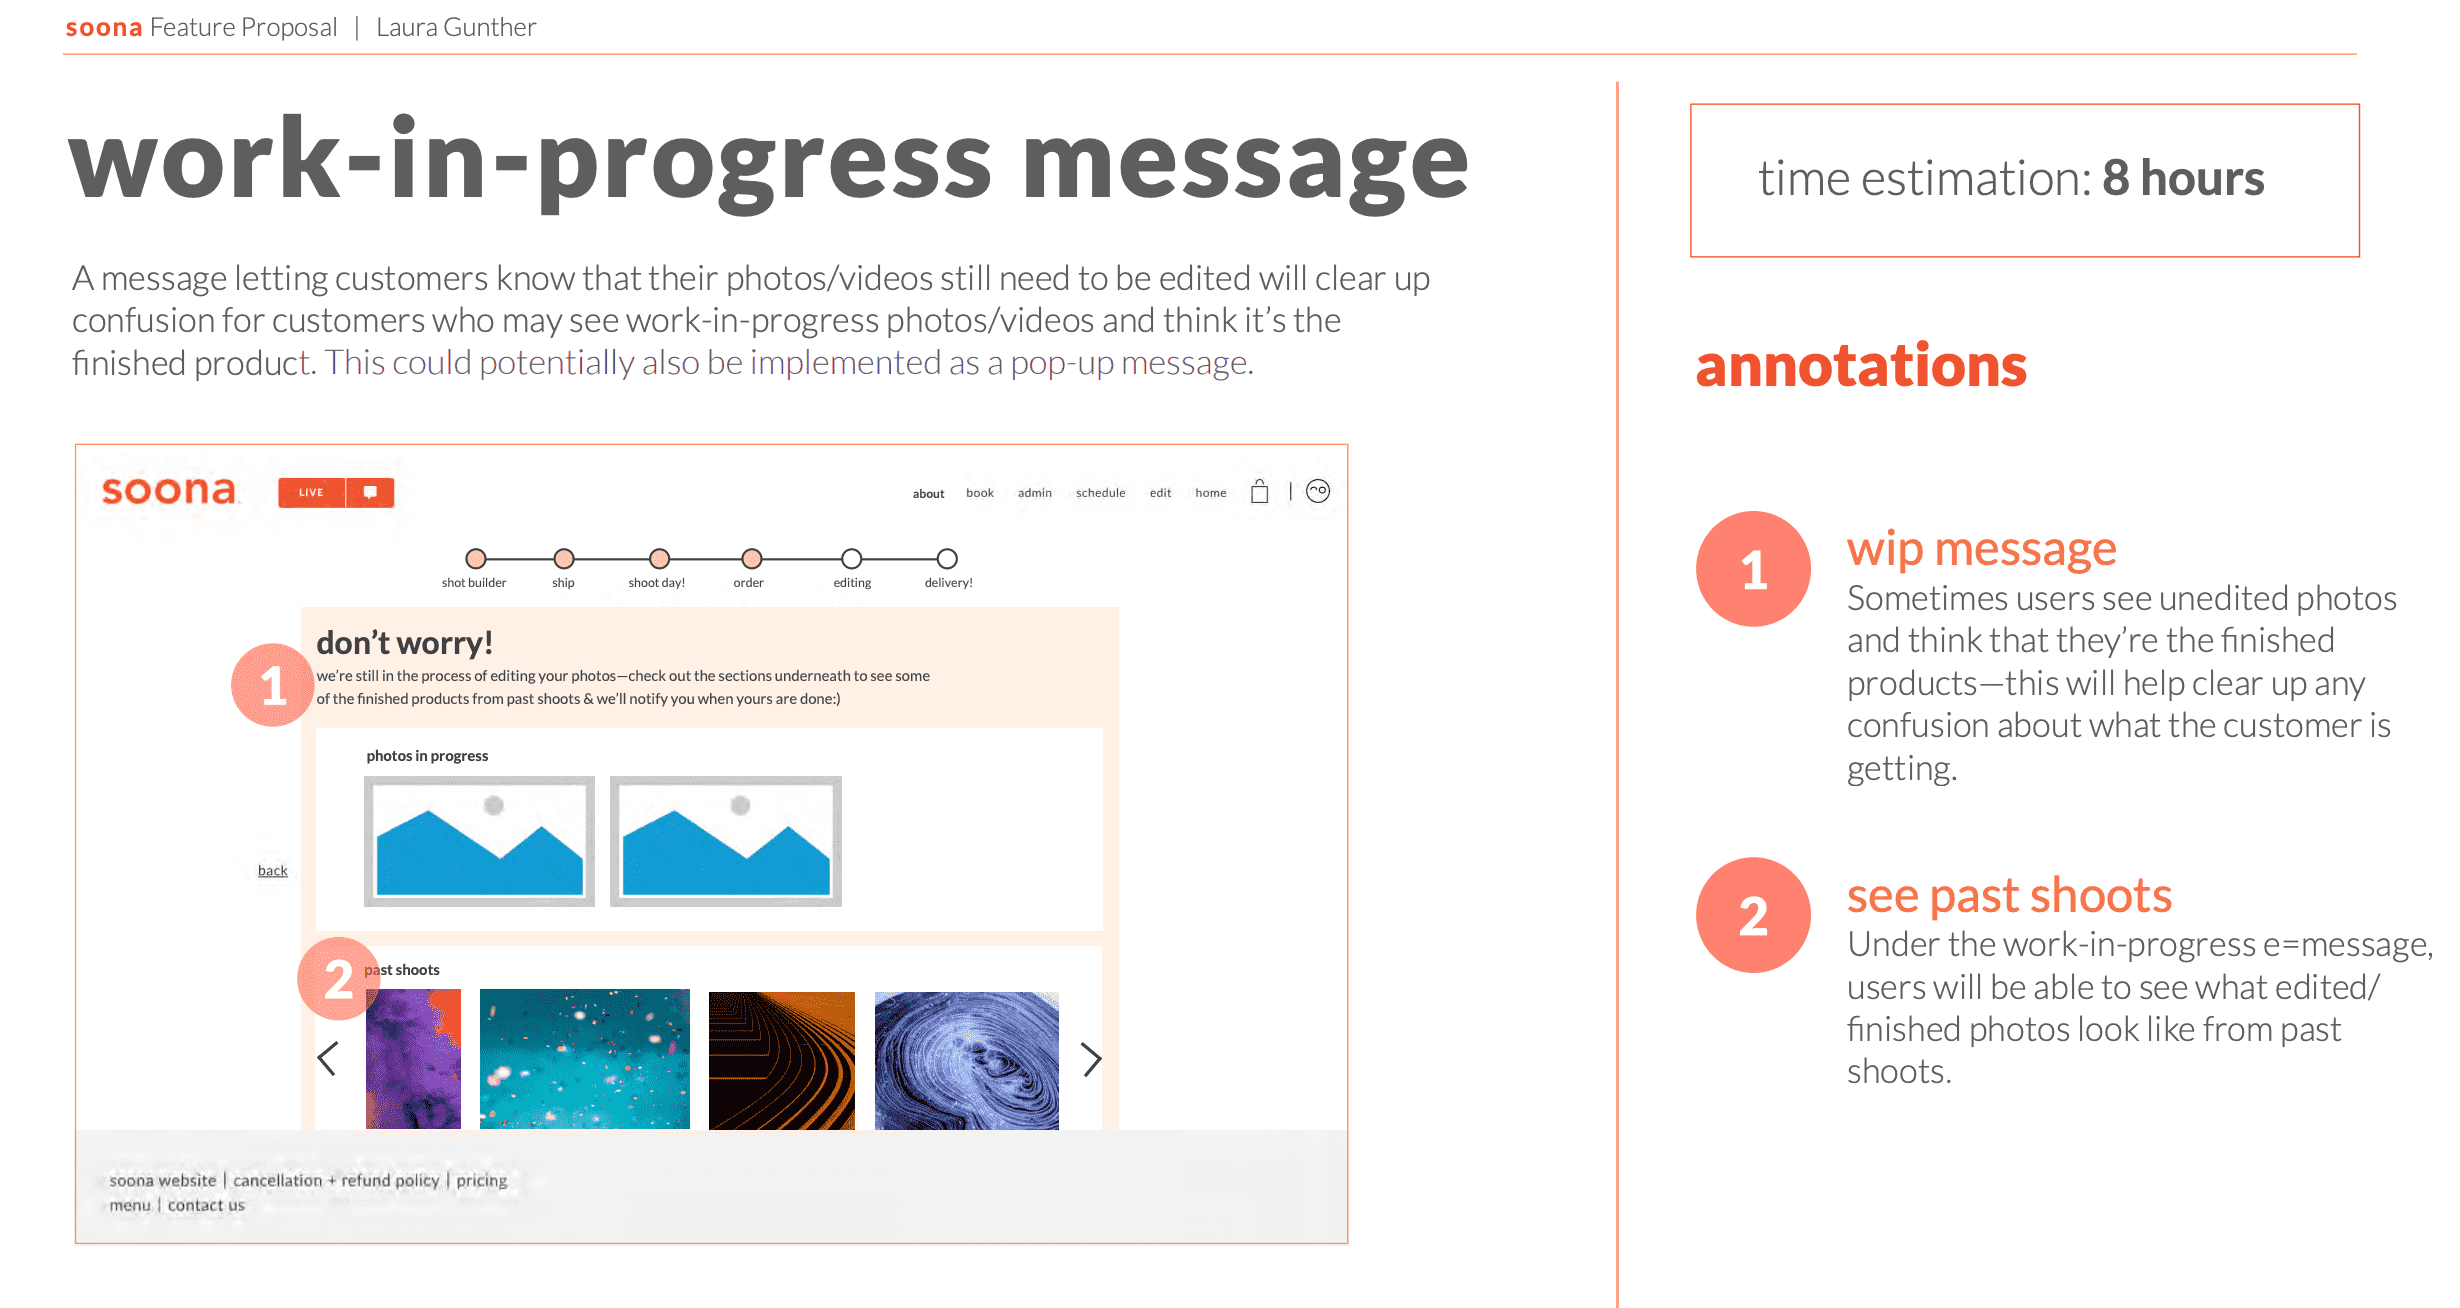 soona Feature Proposal | Laura Gunther
work-in-progress message
A message letting customers know that their photos/videos still need to be edited will clear up
confusion for customers who may see work-in-progress photos/videos and think it's the
finished product. This could potentially also be implemented as a pop-up message.
soona
LIVE
about book admin schedule edit home
shot builder ship shoot day! order editing delivery!
1
don't worry!
we're still in the process of editing your photos—check out the sections underneath to see some
of the finished products from past shoots & we'll notify you when yours are done:)
photos in progress
back
2
past shoots
soona website | cancellation + refund policy | pricing
menu | contact us
time estimation: 8 hours
annotations
1
wip message
Sometimes users see unedited photos
and think that they're the finished
products—this will help clear up any
confusion about what the customer is
getting.
2
see past shoots
Under the work-in-progress e=message,
users will be able to see what edited/
finished photos look like from past
shoots.